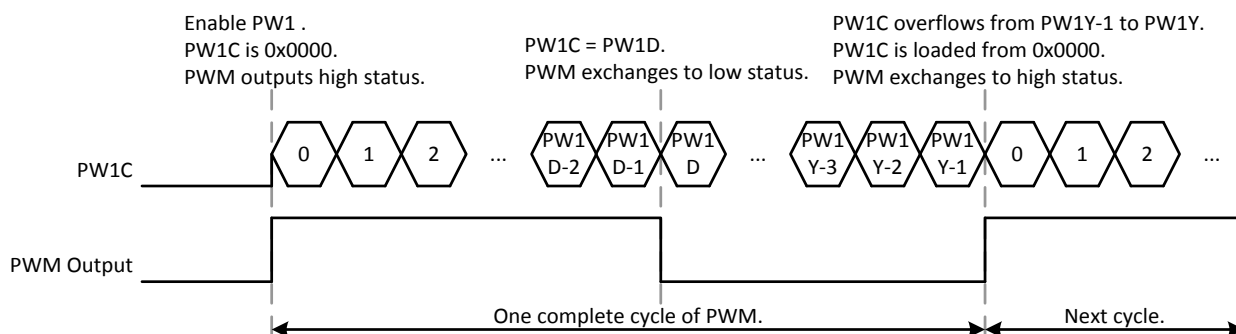 Enable PW1 .
PW1C is 0x0000.
PWM outputs high status.
PW1C = PW1D.
PWM exchanges to low status.
PW1C overflows from PW1Y-1 to PW1Y.
PW1C is loaded from 0x0000.
PWM exchanges to high status.
PW1C
0
1
2
...
PW1
D-2
PW1
D-1
PW1
D
...
PW1
Y-3
PW1
Y-2
PW1
Y-1
0
1
2
...
PWM Output
One complete cycle of PWM.
Next cycle.